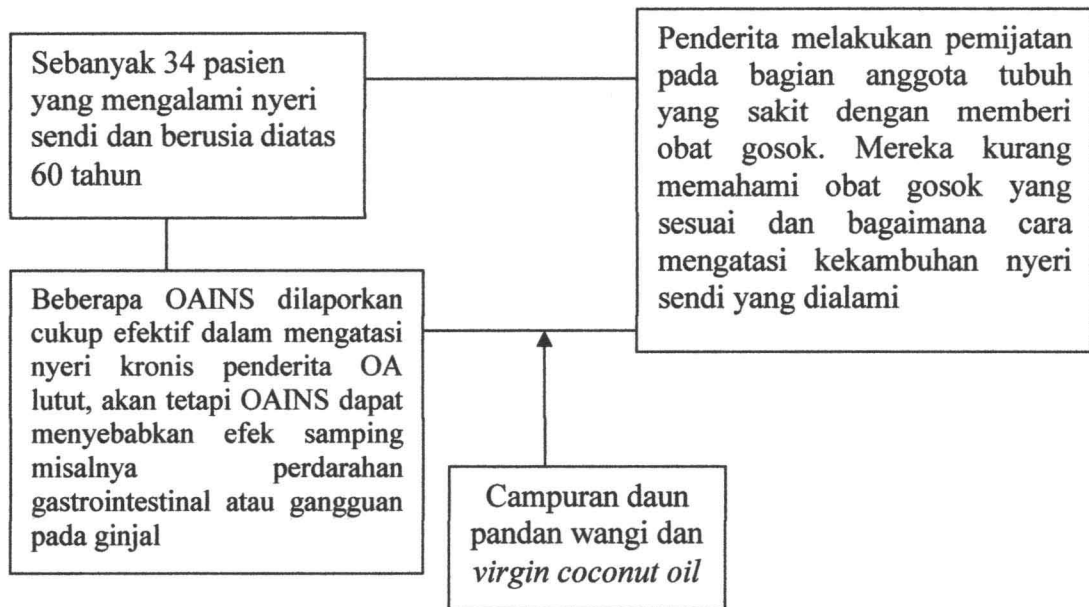 Sebanyak 34 pasien
yang mengalami nyeri
sendi dan berusia diatas
60 tahun
Penderita melakukan pemijatan
pada bagian anggota tubuh
yang sakit dengan memberi
obat gosok. Mereka kurang
memahami obat gosok yang
sesuai dan bagaimana cara
mengatasi kekambuhan nyeri
sendi yang dialami
Beberapa OAINS dilaporkan
cukup efektif dalam mengatasi
nyeri kronis penderita OA
lutut, akan tetapi OAINS dapat
menyebabkan efek samping
misalnya perdarahan
gastrointestinal atau gangguan
pada ginjal
Campuran daun
pandan wangi dan
virgin coconut oil